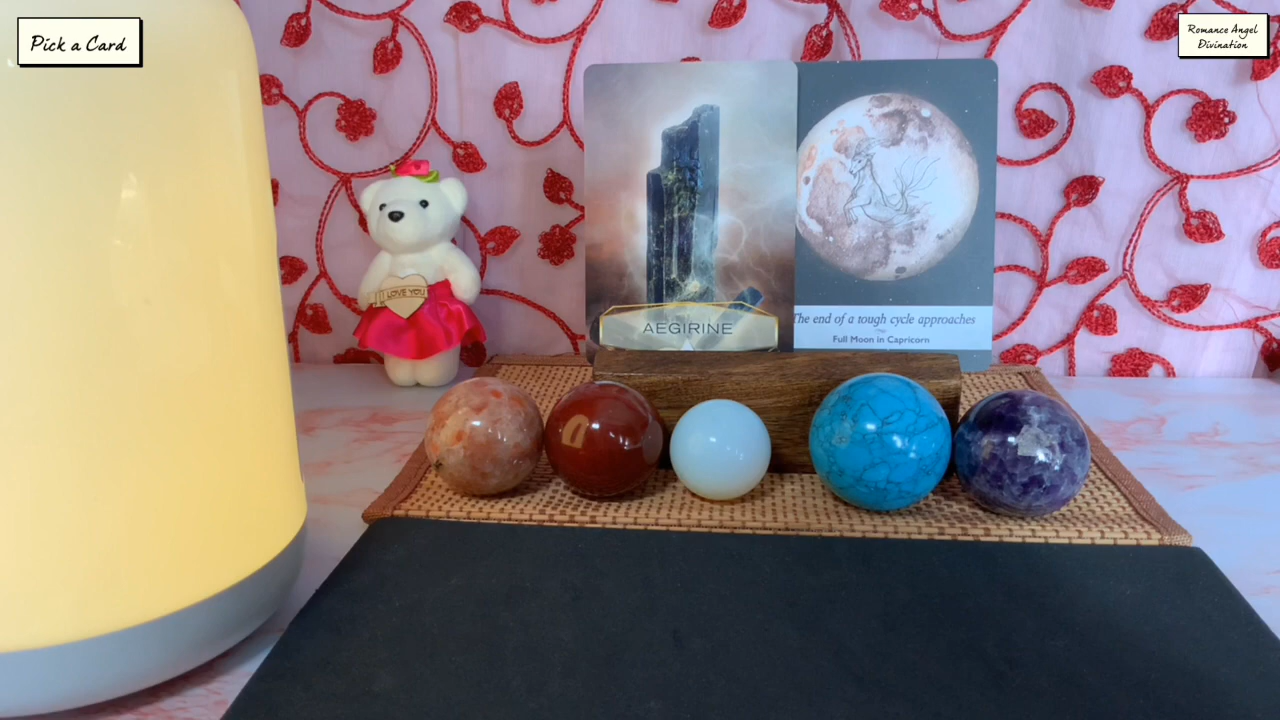 Pick a Card
Romance Angel
Divination
I LOVE YOU
AEGIRINE
The end of a tough cycle approaches
Full Moon in Capricorn